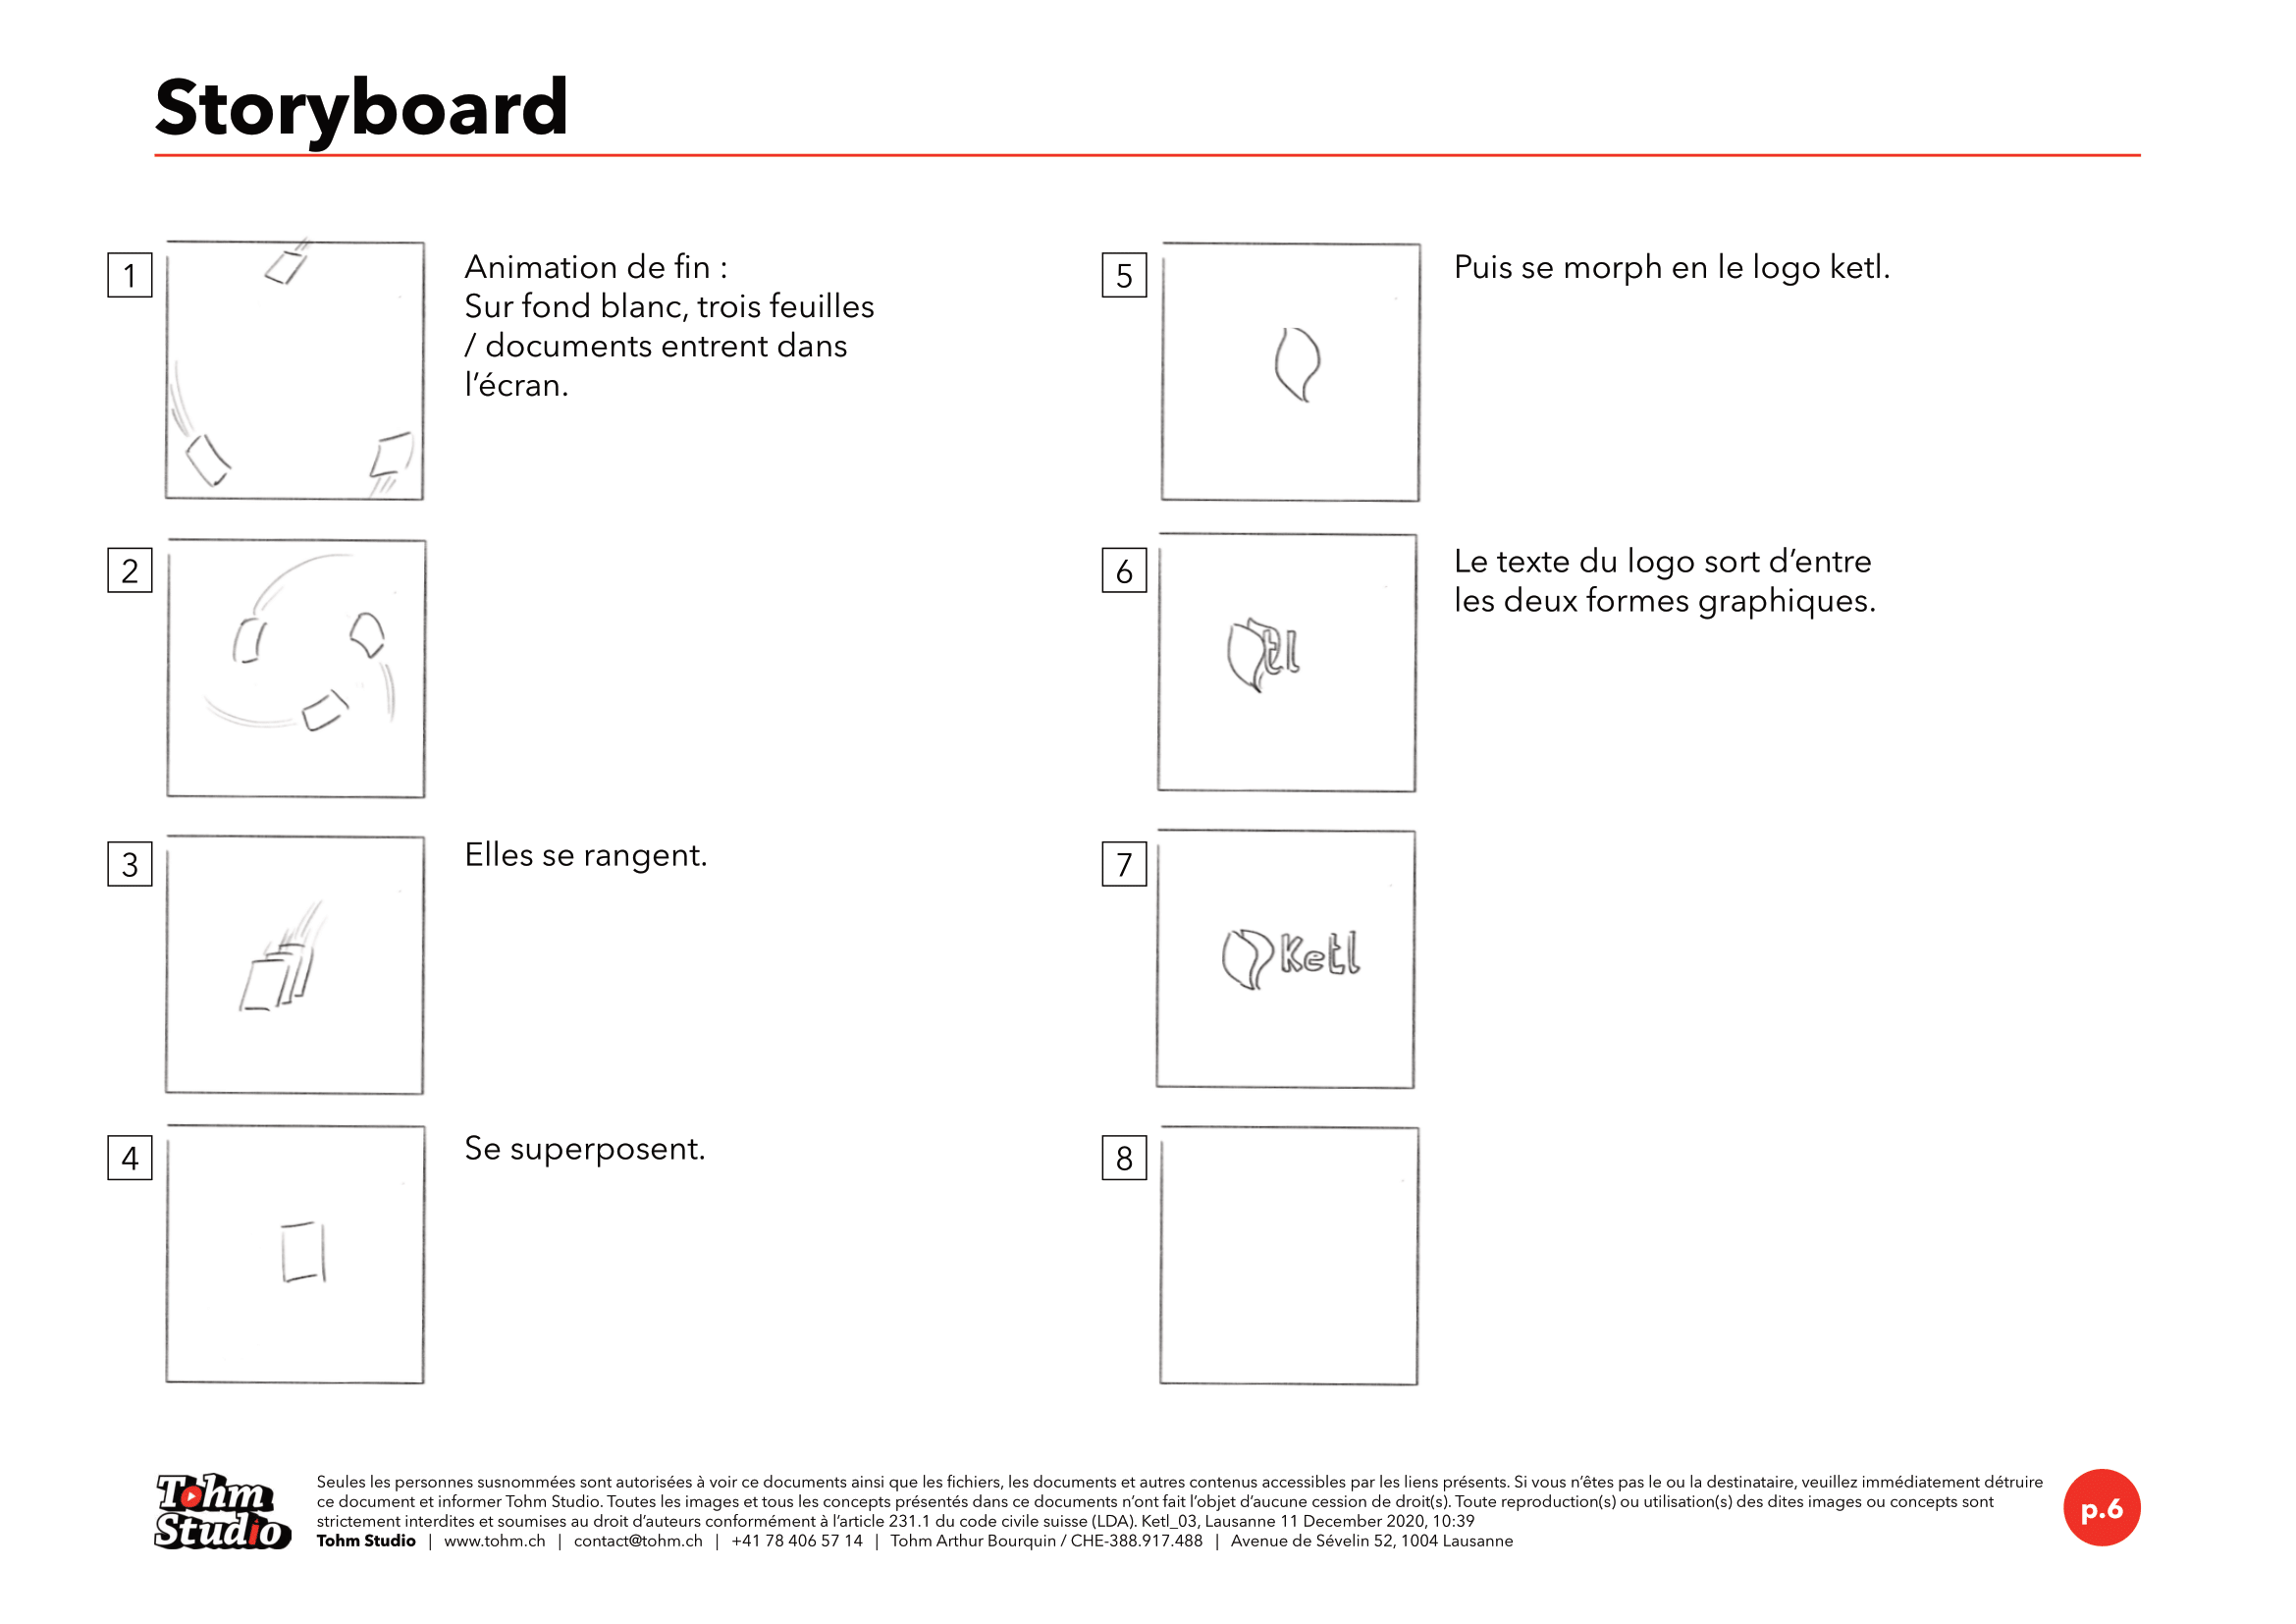 Storyboard
1
Animation de fin :
Sur fond blanc, trois feuilles
/ documents entrent dans
l’écran.
2
3
Elles se rangent.
4
Se superposent.
5
Puis se morph en le logo ketl.
6
Le texte du logo sort d’entre
les deux formes graphiques.
tl
7
Ketl
8
Tohm
Studio
Seules les personnes susnommées sont autorisées à voir ce documents ainsi que les fichiers, les documents et autres contenus accessibles par les liens présents. Si vous n’êtes pas le ou la destinataire, veuillez immédiatement détruire
ce document et informer Tohm Studio. Toutes les images et tous les concepts présentés dans ce documents n’ont fait l’objet d’aucune cession de droit(s). Toute reproduction(s) ou utilisation(s) des dites images ou concepts sont
strictement interdites et soumises au droit d’auteurs conformément à l’article 231.1 du code civile suisse (LDA). Ketl_03, Lausanne 11 December 2020, 10:39
Tohm Studio | www.tohm.ch | contact@tohm.ch | +41 78 406 57 14 | Tohm Arthur Bourquin / CHE-388.917.488 | Avenue de Sévelin 52, 1004 Lausanne
p.6